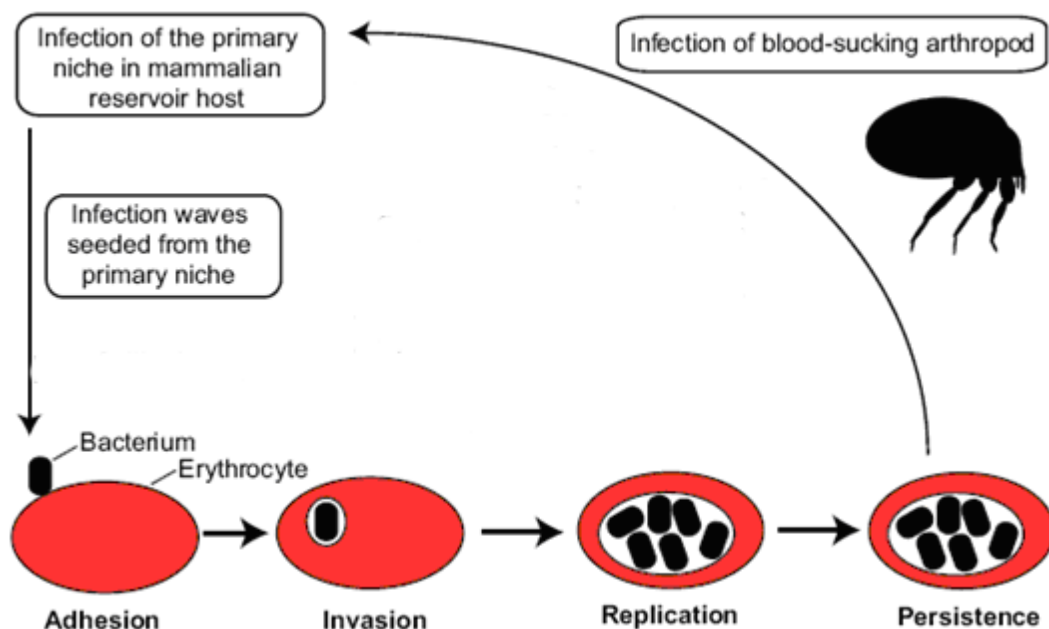 Infection of the primary
niche in mammalian
reservoir host
Infection of blood-sucking arthropod
Infection waves
seeded from the
primary niche
Bacterium
Erythrocyte
Adhesion
Invasion
Replication
Persistence